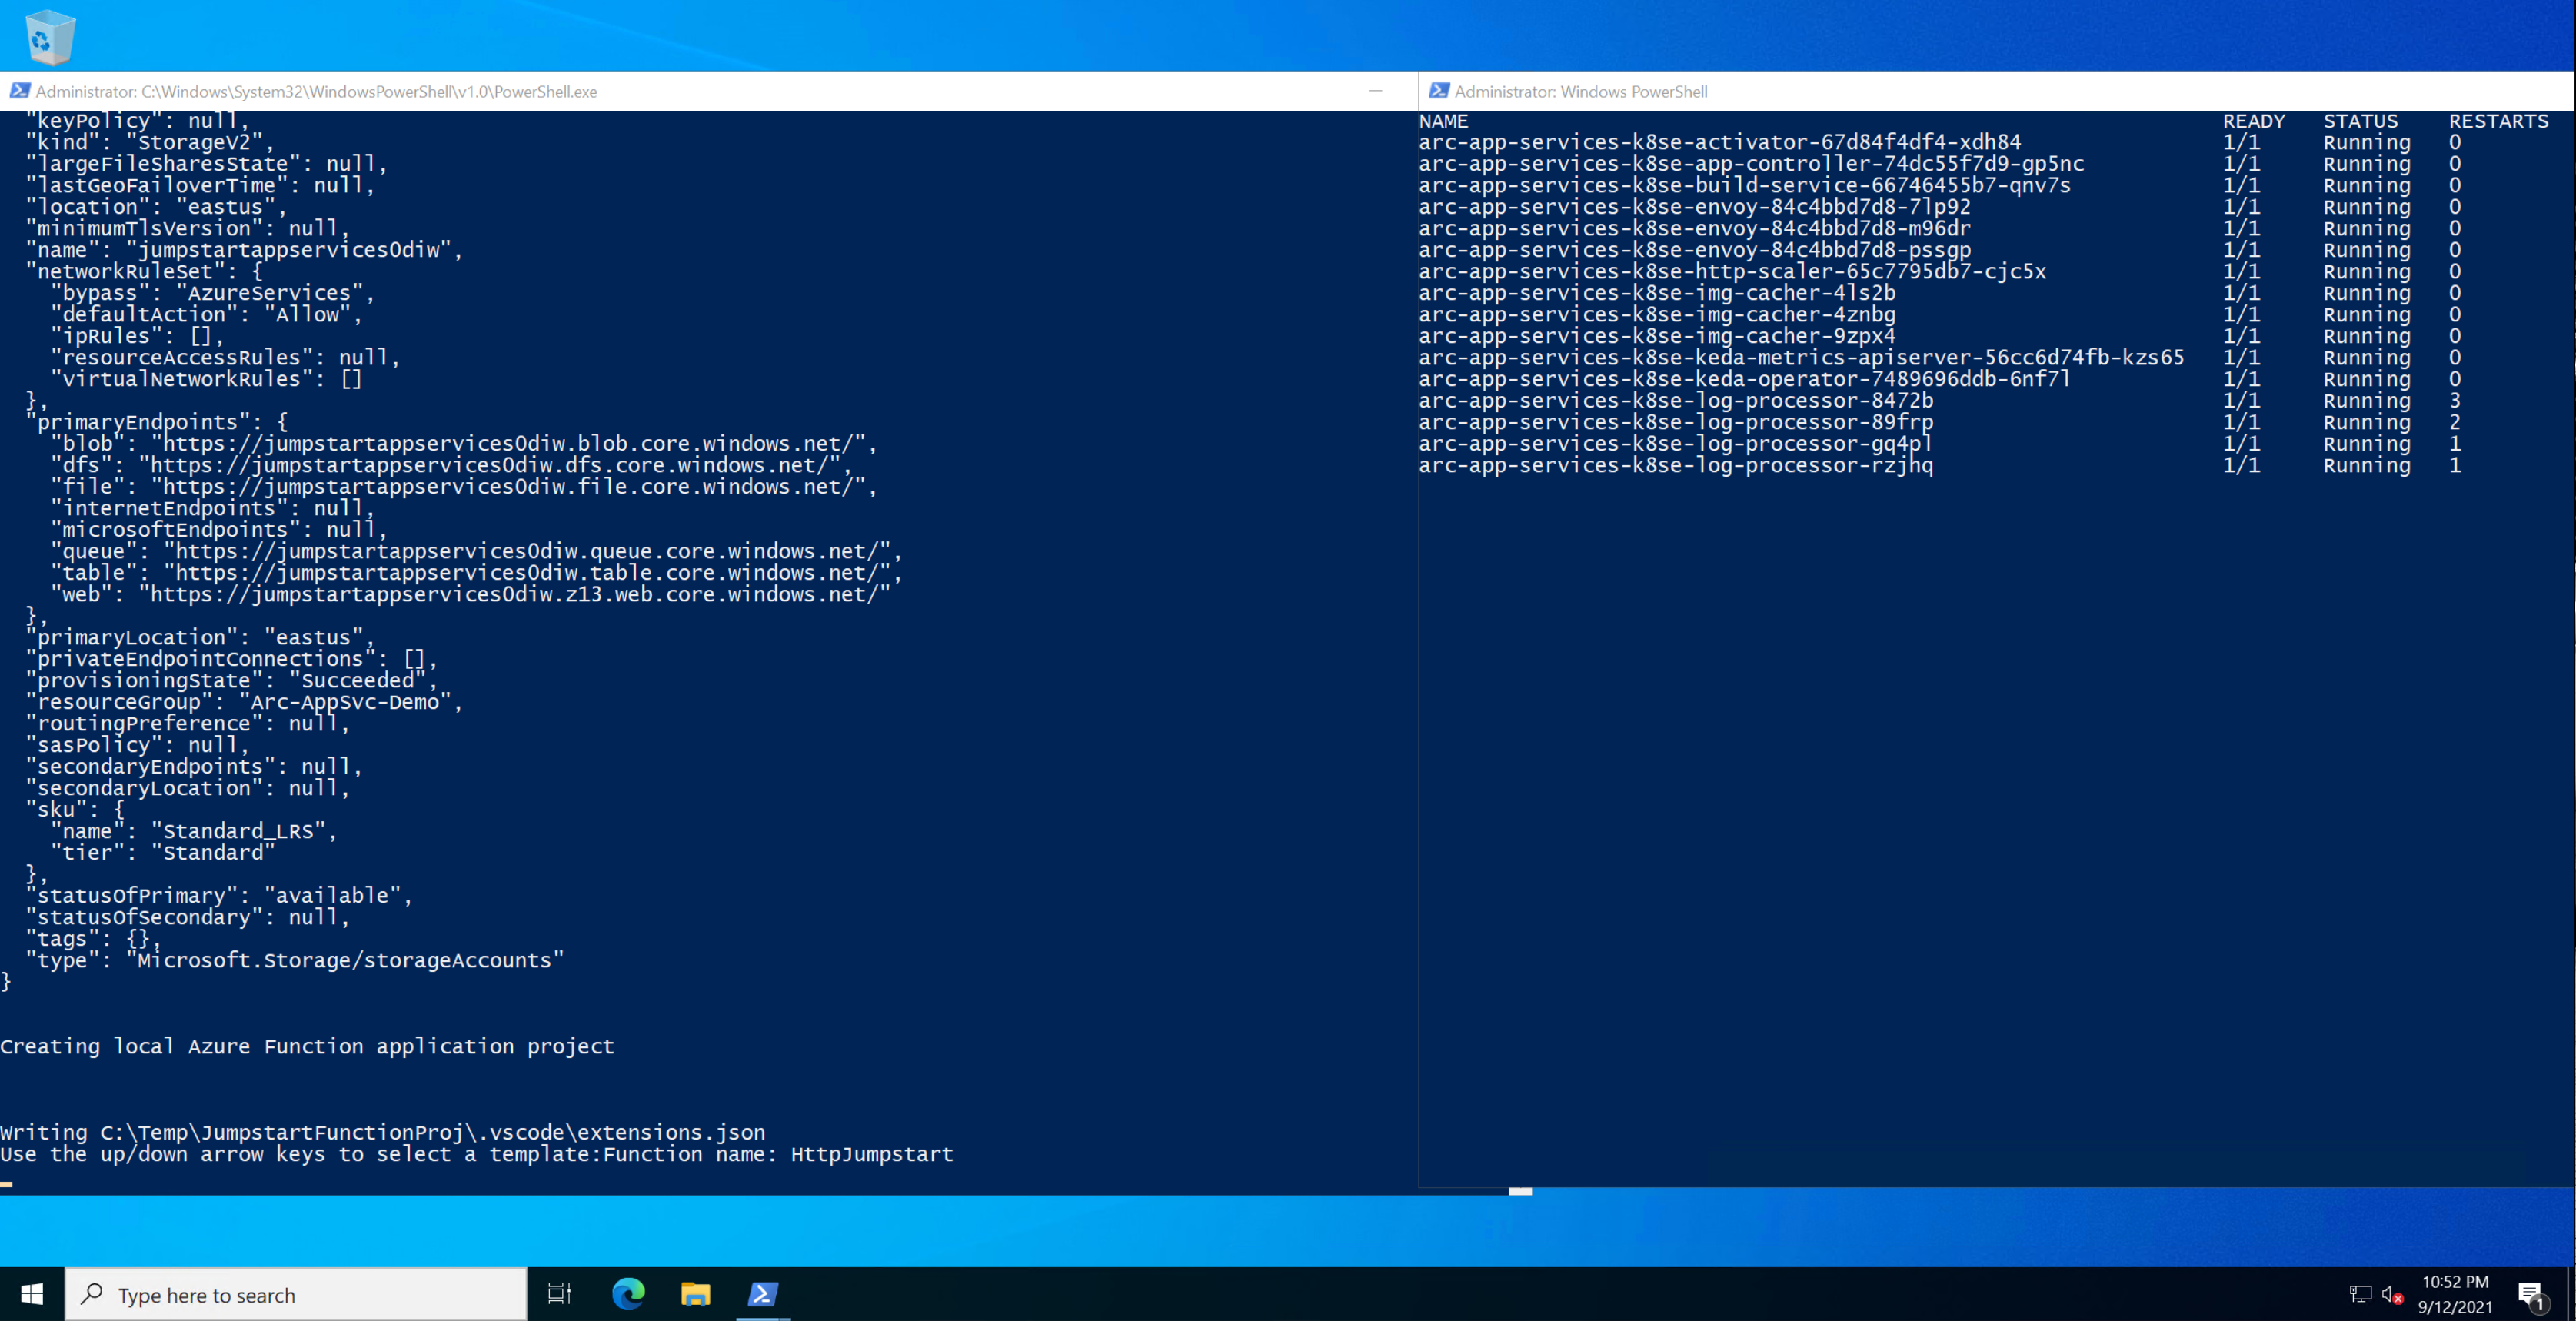 Administrator: C:\Windows\System32\WindowsPowerShell\v1.0\PowerShell.exe
"keyPolicy": null,
"kind": "StorageV2",
"largeFileSharesState": null,
"lastGeoFailoverTime": null,
"location": "eastus",
"minimumTlsVersion": null,
"name": "jumpstartappservices0diw",
"networkRuleSet": {
"bypass": "AzureServices",
"defaultAction": "Allow",
"ipRules": [],
"resourceAccessRules": null,
"virtualNetworkRules": []
},
"primaryEndpoints": {
"blob": "https://jumpstartappservices0diw.blob.core.windows.net/",
"dfs": "https://jumpstartappservices0diw.dfs.core.windows.net/",
"file": "https://jumpstartappservices0diw.file.core.windows.net/",
"internetEndpoints": null,
"microsoftEndpoints": null,
"queue": "https://jumpstartappservices0diw.queue.core.windows.net/",
"table": "https://jumpstartappservices0diw.table.core.windows.net/",
"web": "https://jumpstartappservices0diw.z13.web.core.windows.net/"
},
"primaryLocation": "eastus",
"privateEndpointConnections": [],
"provisioningState": "Succeeded",
"resourceGroup": "Arc-AppSvc-Demo",
"routingPreference": null,
"sasPolicy": null,
"secondaryEndpoints": null,
"secondaryLocation": null,
"sku": {
"name": "Standard_LRS",
"tier": "Standard"
},
"statusOfPrimary": "available",
"statusOfSecondary": null,
"tags": {},
"type": "Microsoft.Storage/storageAccounts"
}
Creating local Azure Function application project
Writing C:\Temp\JumpstartFunctionProj\.vscode\extensions.json
Use the up/down arrow keys to select a template:Function name: HttpJumpstart
Administrator: Windows PowerShell
NAME READY STATUS RESTARTS
arc-app-services-k8se-activator-67d84f4df4-xdh84 1/1 Running 0
arc-app-services-k8se-app-controller-74dc55f7d9-gp5nc 1/1 Running 0
arc-app-services-k8se-build-service-66746455b7-qnv7s 1/1 Running 0
arc-app-services-k8se-envoy-84c4bbd7d8-7lp92 1/1 Running 0
arc-app-services-k8se-envoy-84c4bbd7d8-m96dr 1/1 Running 0
arc-app-services-k8se-envoy-84c4bbd7d8-pssgp 1/1 Running 0
arc-app-services-k8se-http-scaler-65c7795db7-cjc5x 1/1 Running 0
arc-app-services-k8se-img-cacher-4ls2b 1/1 Running 0
arc-app-services-k8se-img-cacher-4znbg 1/1 Running 0
arc-app-services-k8se-img-cacher-9zpx4 1/1 Running 0
arc-app-services-k8se-keda-metrics-apiserver-56cc6d74fb-kzs65 1/1 Running 0
arc-app-services-k8se-keda-operator-7489696ddb-6nf7l 1/1 Running 0
arc-app-services-k8se-log-processor-8472b 1/1 Running 3
arc-app-services-k8se-log-processor-89frp 1/1 Running 2
arc-app-services-k8se-log-processor-gq4pl 1/1 Running 1
arc-app-services-k8se-log-processor-rzjhq 1/1 Running 1
Type here to search
10:52 PM
9/12/2021
1